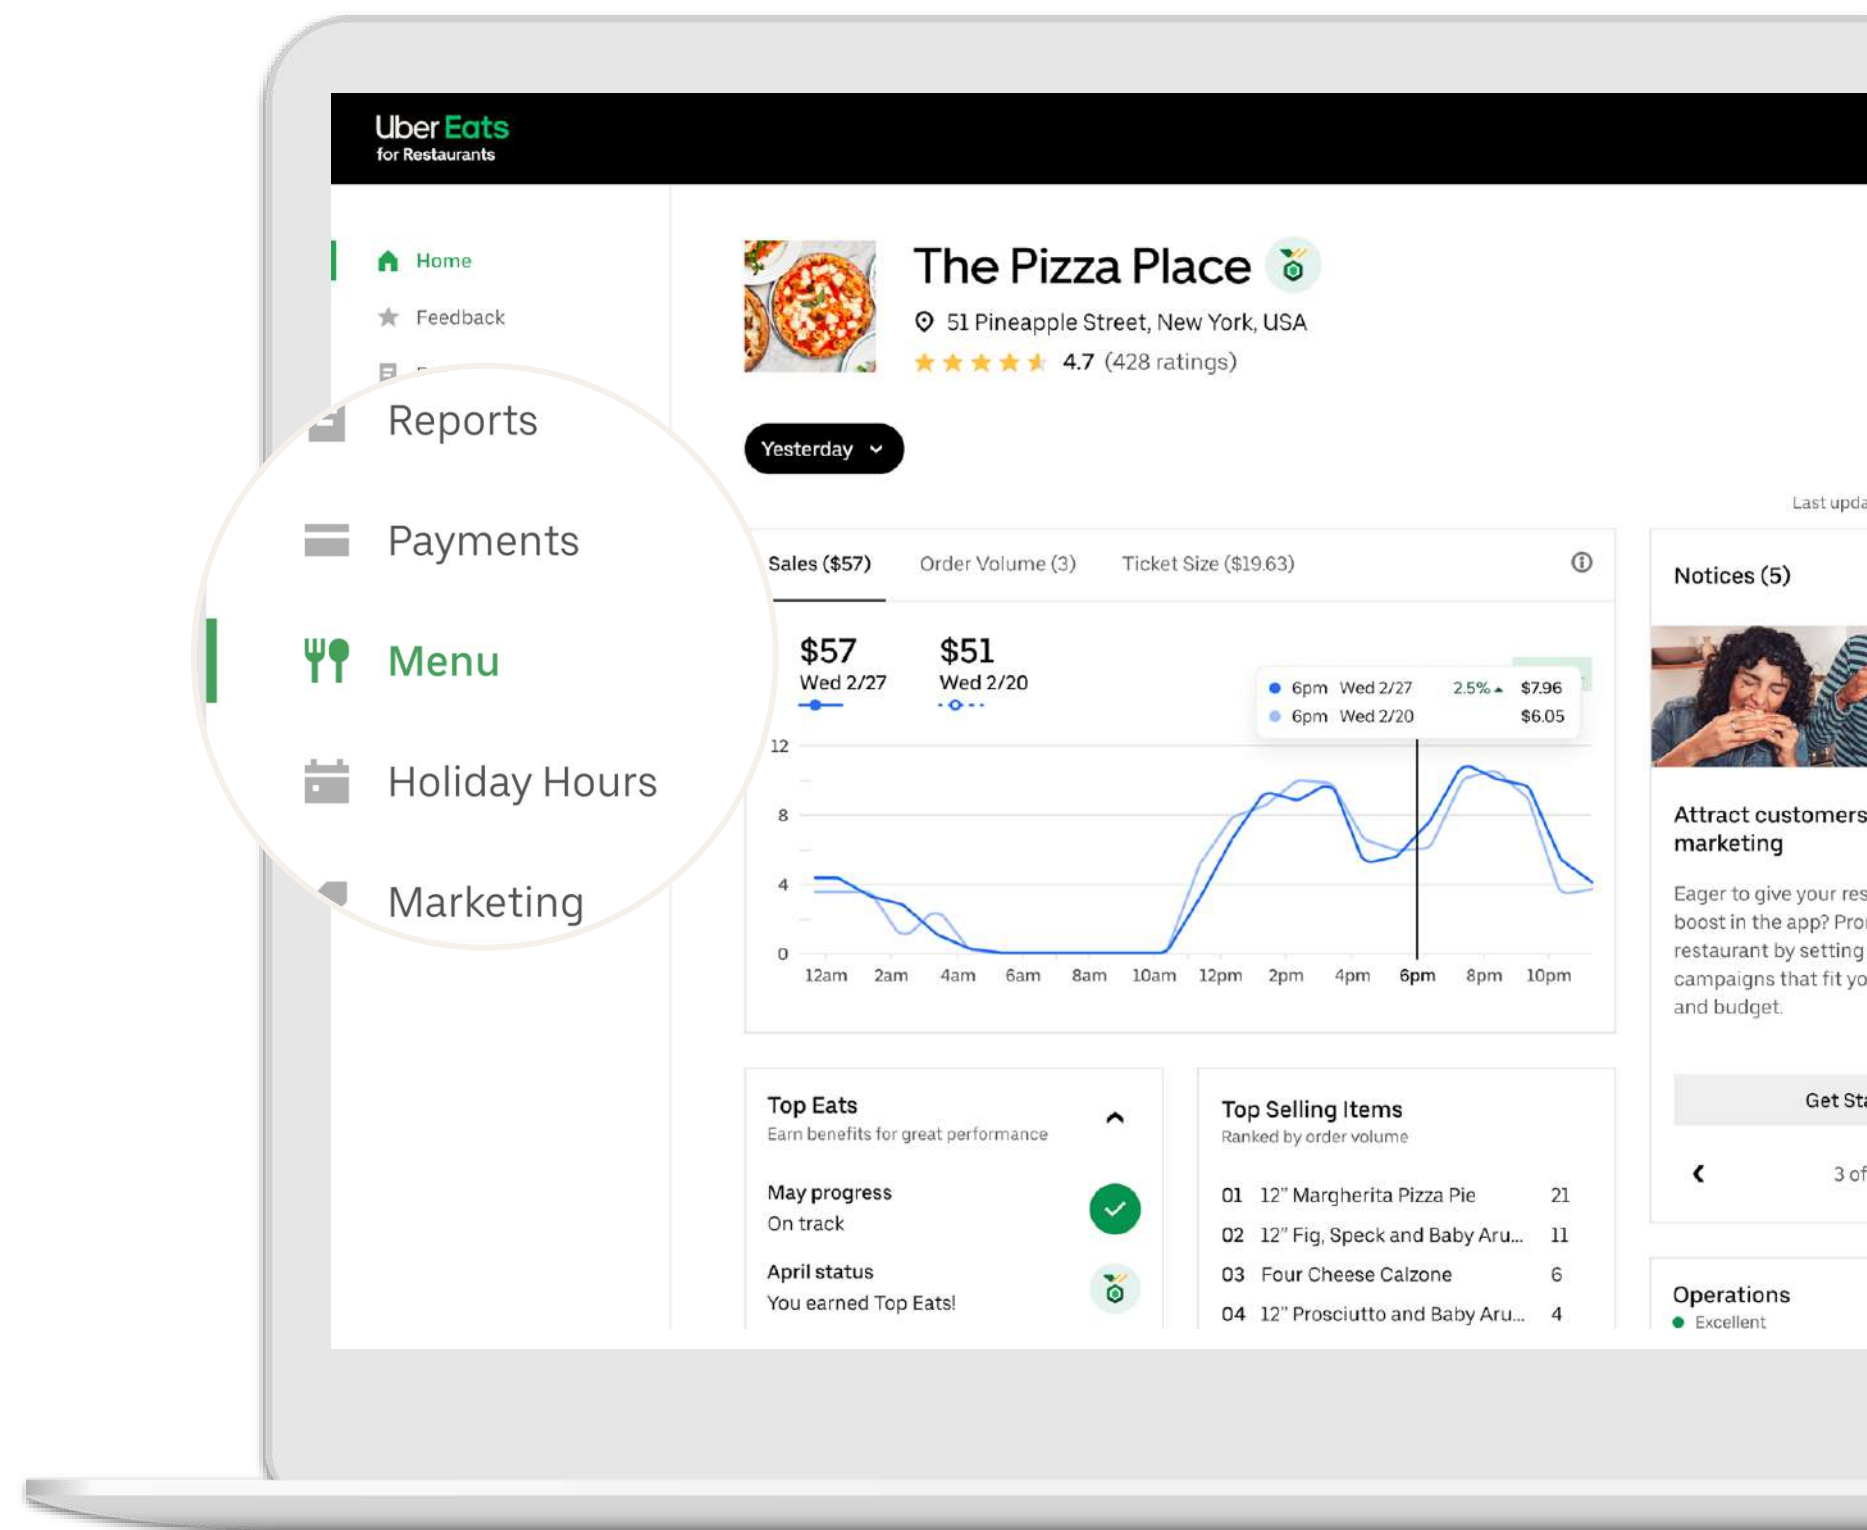 Uber Eats
for Restaurants
Home
Feedback
Reports
Payments
Menu
Holiday Hours
Marketing
The Pizza Place
51 Pineapple Street, New York, USA
4.7 (428 ratings)
Yesterday
Last upda
Sales ($57) Order Volume (3) Ticket Size ($19.63)
$57 $51
Wed 2/27 Wed 2/20
6pm Wed 2/27 2.5% $7.96
6pm Wed 2/20 $6.05
12
8
4
0
12am 2am 4am 6am 8am 10am 12pm 2pm 4pm 6pm 8pm 10pm
Notices (5)
Attract customers
marketing
Eager to give your res
boost in the app? Pro
restaurant by setting
campaigns that fit yo
and budget.
Get Sta
3 of
Top Eats
Earn benefits for great performance
May progress
On track
April status
You earned Top Eats!
Top Selling Items
Ranked by order volume
01 12" Margherita Pizza Pie 21
02 12" Fig, Speck and Baby Aru... 11
03 Four Cheese Calzone 6
04 12" Prosciutto and Baby Aru... 4
Operations
Excellent